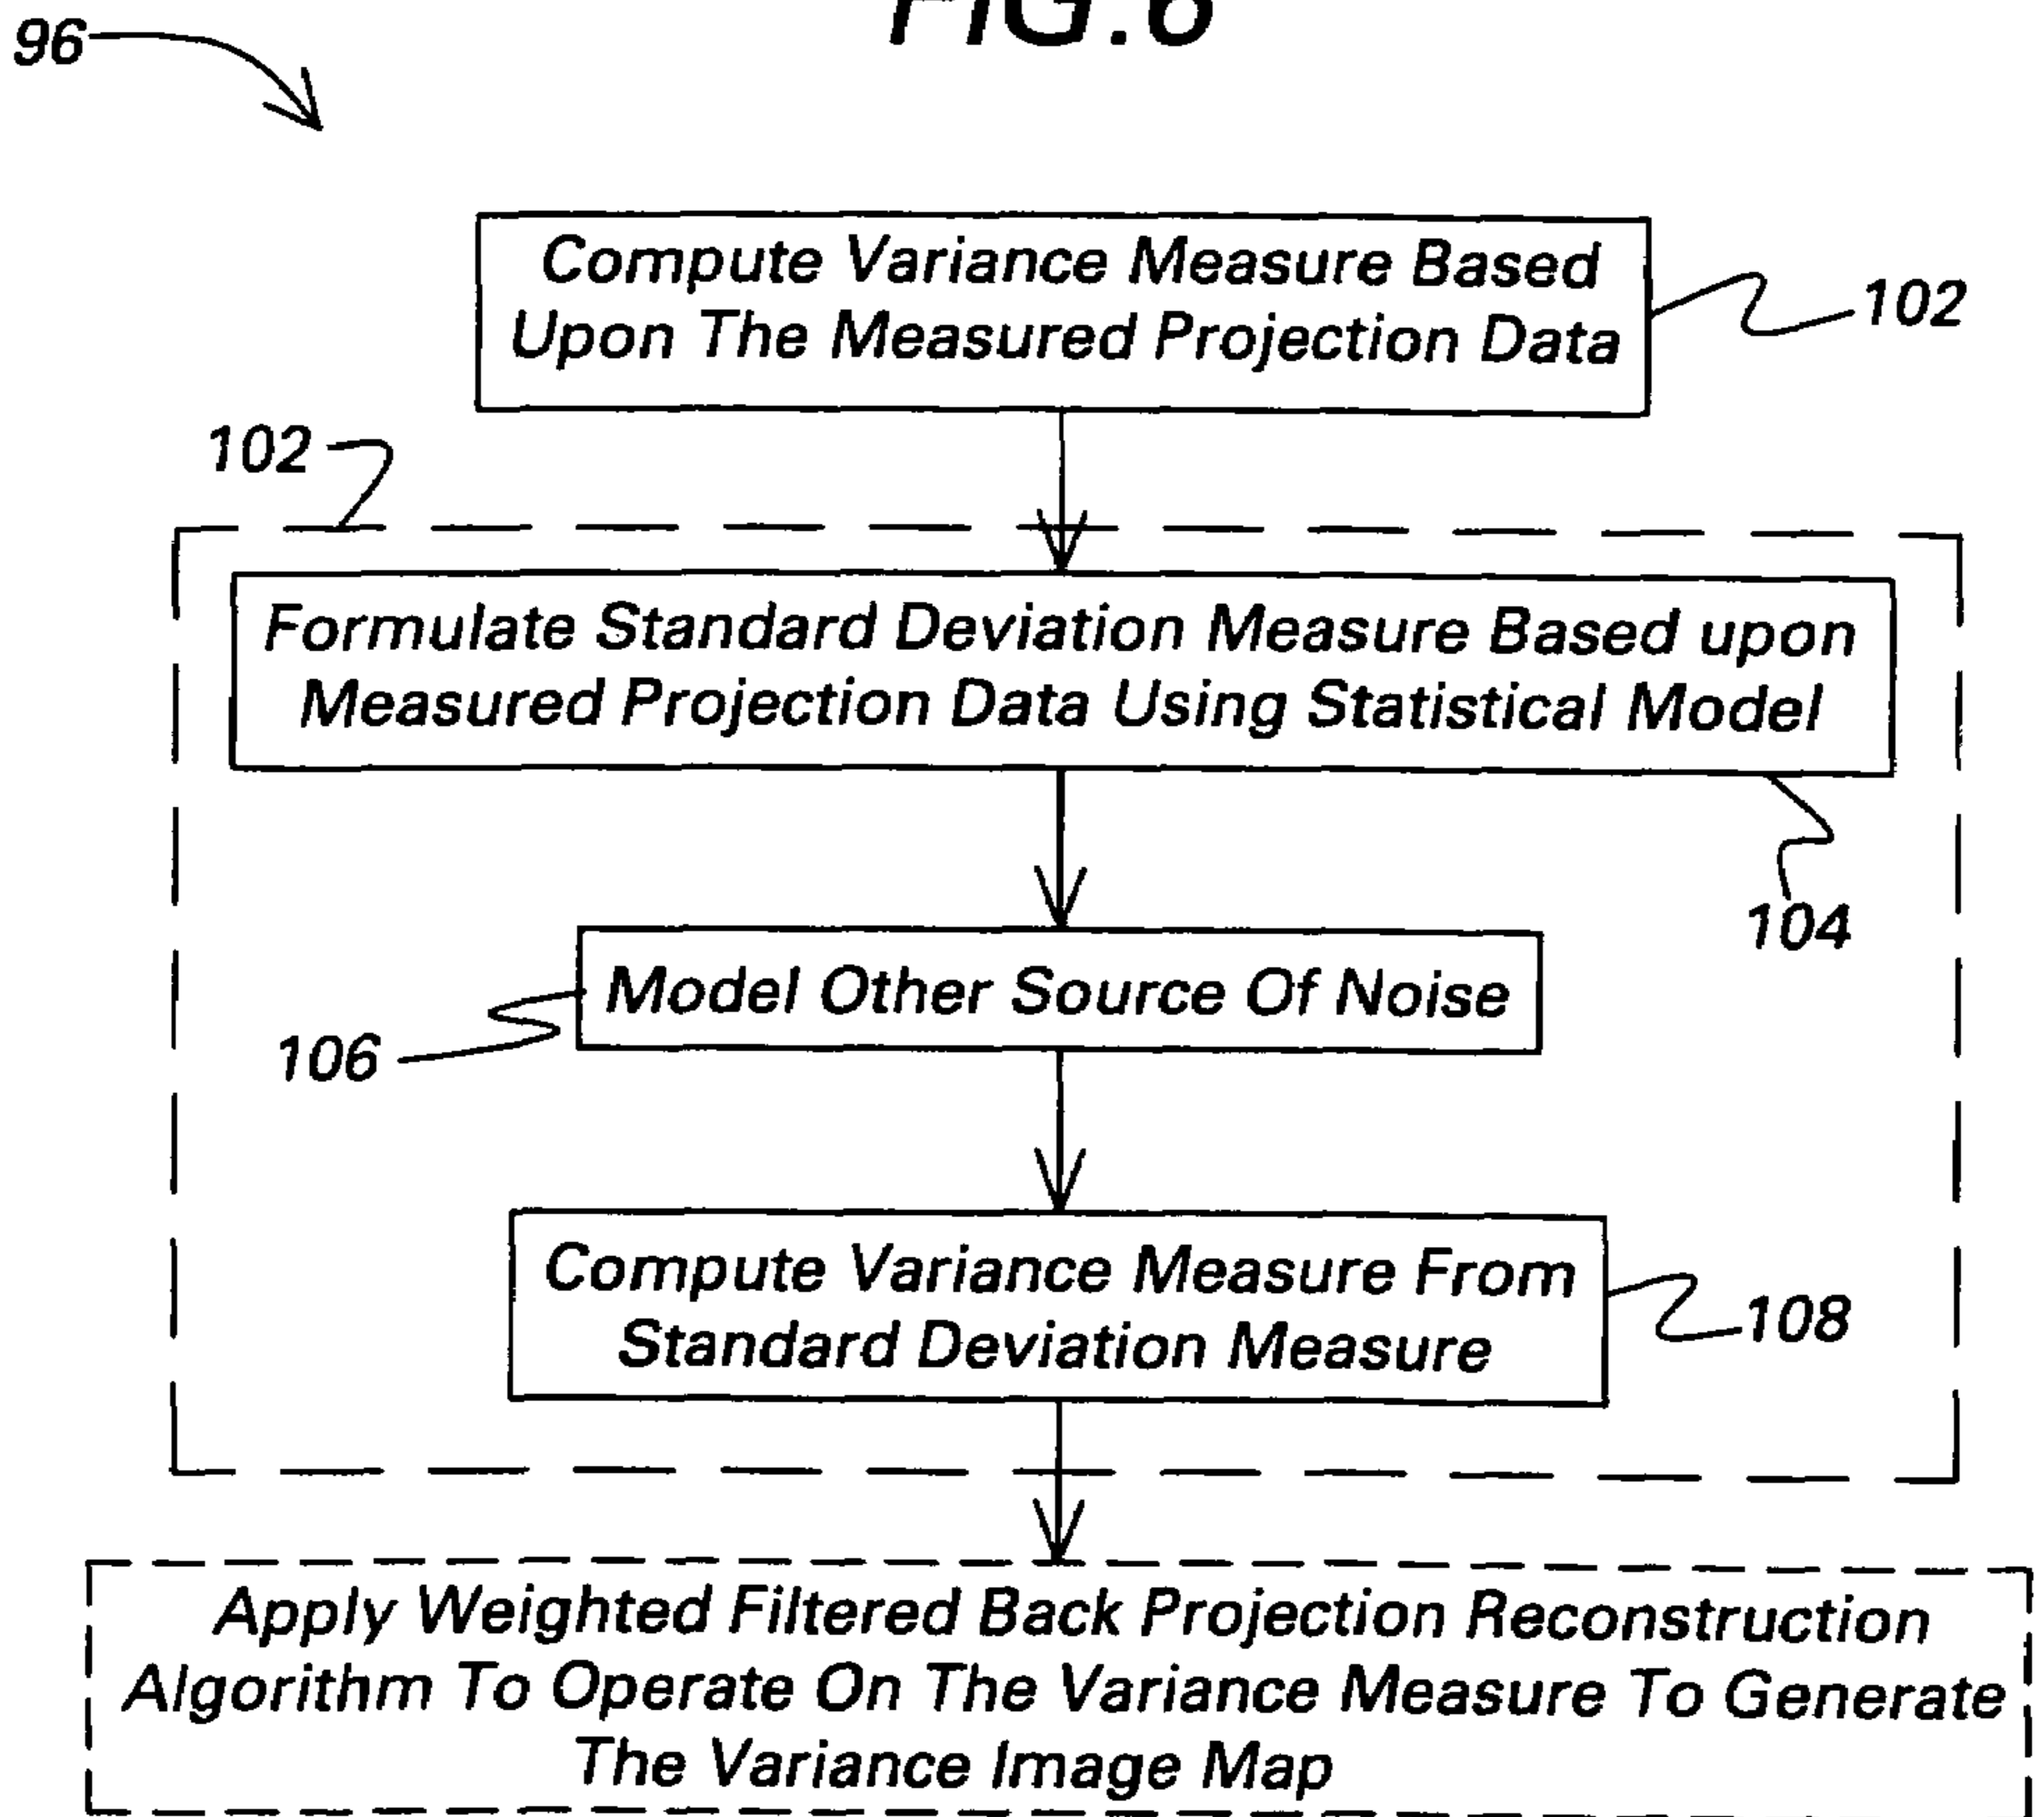 FIG.6
96
Compute Variance Measure Based
Upon The Measured Projection Data
102
102
Formulate Standard Deviation Measure Based upon
Measured Projection Data Using Statistical Model
104
Model Other Source Of Noise
106
Compute Variance Measure From
Standard Deviation Measure
108
Apply Weighted Filtered Back Projection Reconstruction
Algorithm To Operate On The Variance Measure To Generate
The Variance Image Map